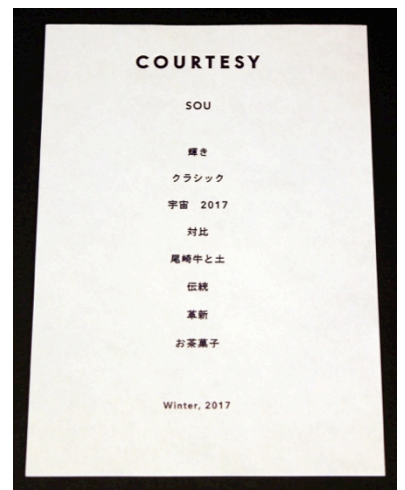 COURTESY
SOU
輝き
クラシック
宇宙　2017
対比
尾崎牛と土
伝統
革新
お茶菓子
Winter, 2017